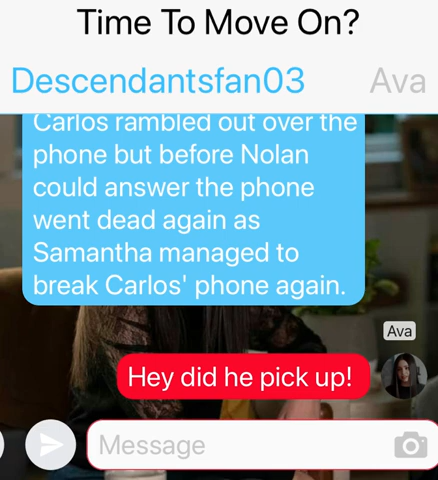 Time To Move On?
Descendantsfan03 Ava
Carlos rambled out over the
phone but before Nolan
could answer the phone
went dead again as
Samantha managed to
break Carlos' phone again.
Ava
Hey did he pick up!
Message